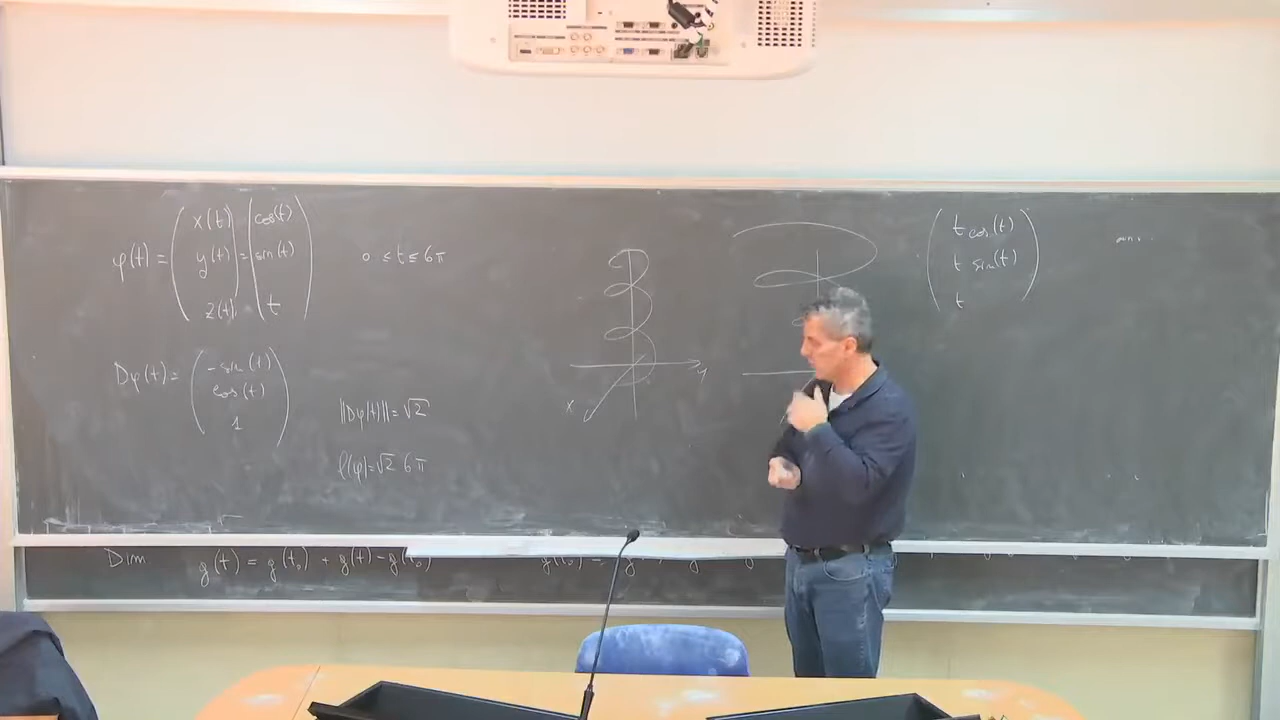 φ(t) = ( x(t) y(t) z(t) ) = ( cos(t) sin(t) t )
0 ≤ t ≤ 6π
Dφ(t) = ( -sin(t) cos(t) 1 )
||Dφ(t)|| = √2
l(φ) = √2 6π
x
y
( t cos(t) t sin(t) t )
Dim g(t) = g(t₀) + g(t) - g(t₀)